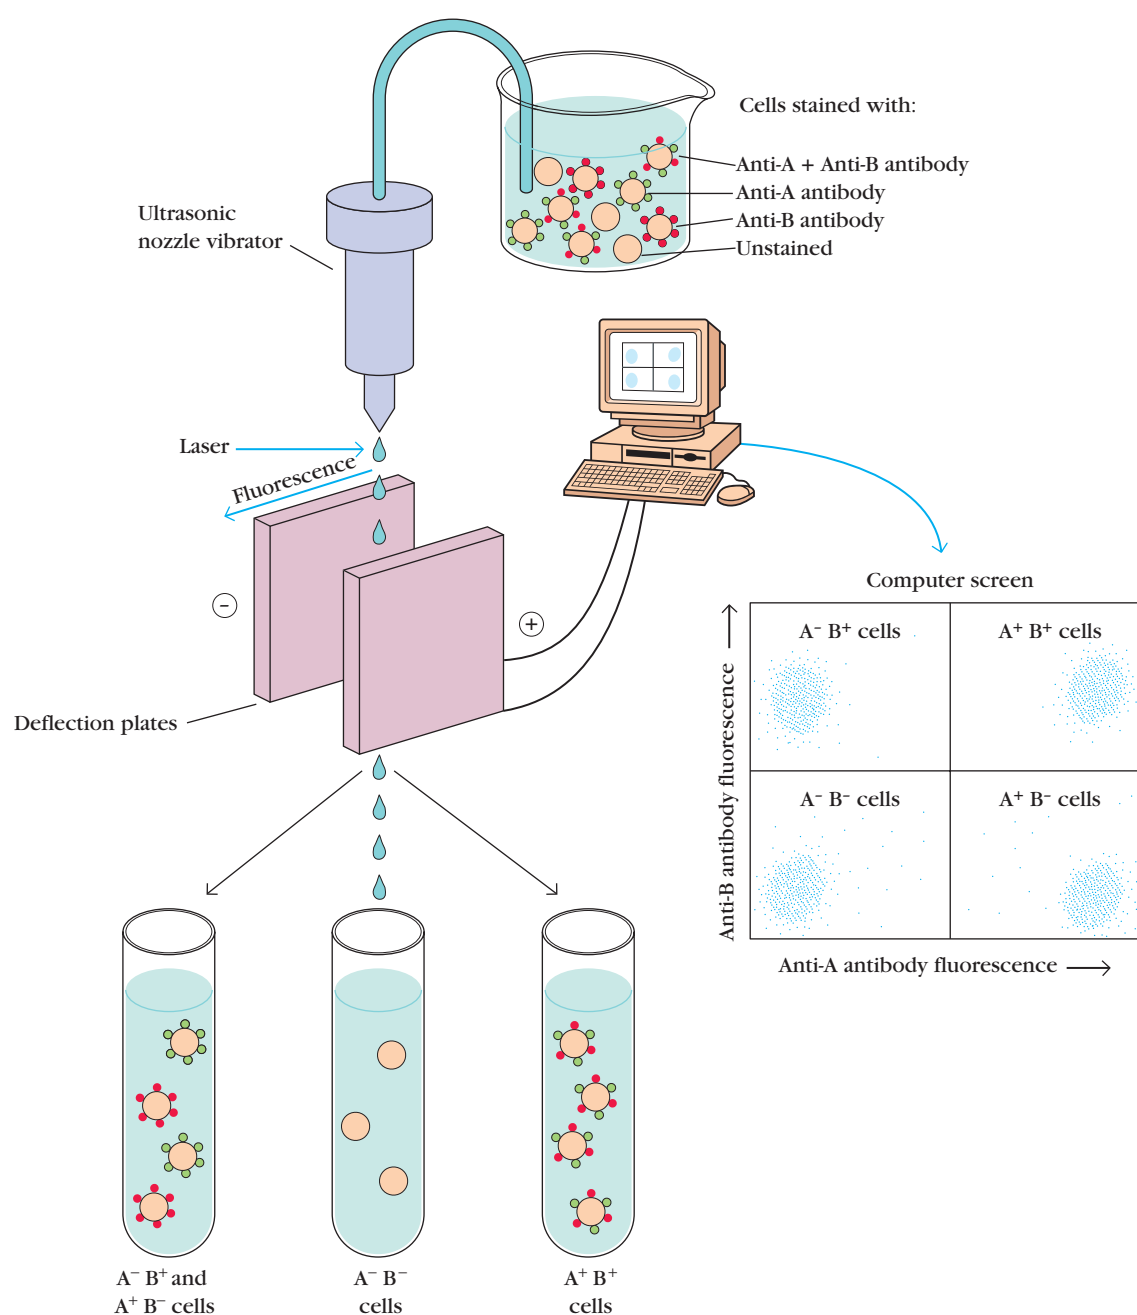 Cells stained with:
Anti-A + Anti-B antibody
Anti-A antibody
Anti-B antibody
Unstained
Ultrasonic
nozzle vibrator
Laser
Fluorescence
−
+
Deflection plates
Computer screen
A⁻ B⁺ cells
A⁺ B⁺ cells
A⁻ B⁻ cells
A⁺ B⁻ cells
Anti-B antibody fluorescence
Anti-A antibody fluorescence
A⁻ B⁺ and
A⁺ B⁻ cells
A⁻ B⁻
cells
A⁺ B⁺
cells